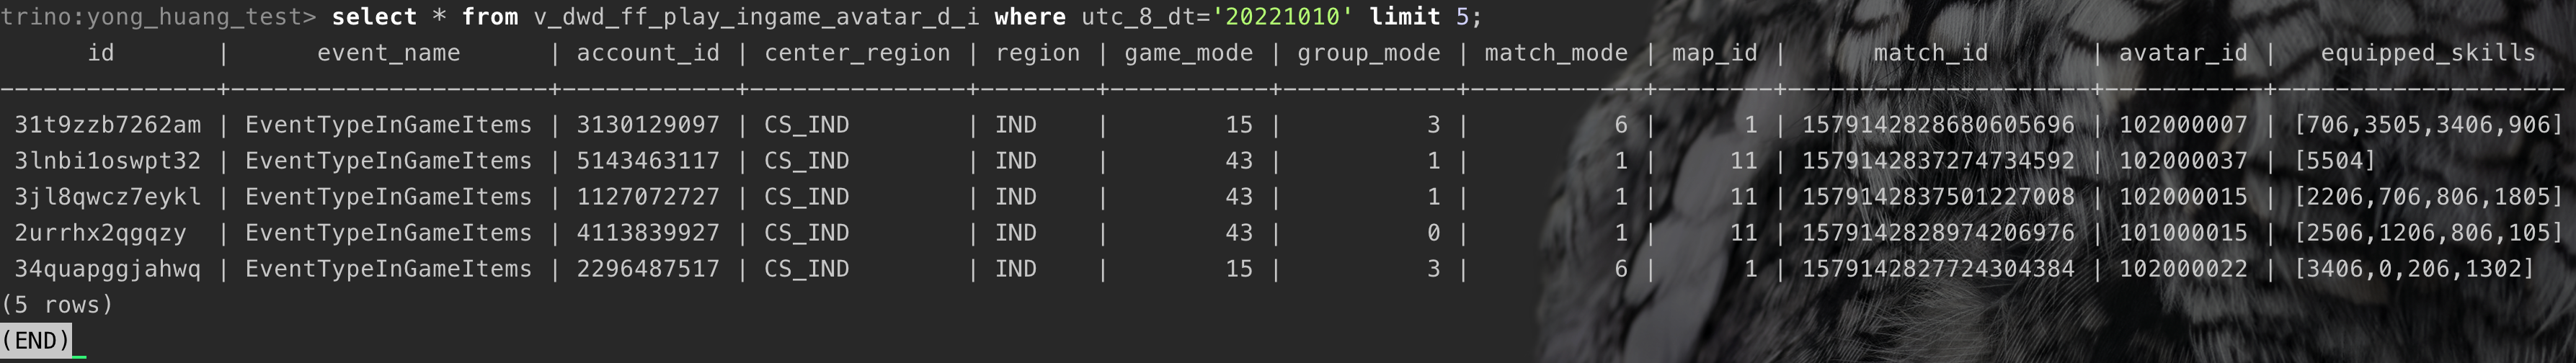 trino:yong_huang_test> select * from v_dwd_ff_play_ingame_avatar_d_i where utc_8_dt='20221010' limit 5;
      id       |      event_name      | account_id | center_region | region | game_mode | group_mode | match_mode | map_id |      match_id       | avatar_id |   equipped_skills
---------------+----------------------+------------+---------------+--------+-----------+------------+------------+--------+---------------------+-----------+--------------------
 31t9zzb7262am | EventTypeInGameItems | 3130129097 | CS_IND        | IND    |        15 |          3 |          6 |      1 | 1579142828680605696 | 102000007 | [706,3505,3406,906]
 3lnbi1oswpt32 | EventTypeInGameItems | 5143463117 | CS_IND        | IND    |        43 |          1 |          1 |     11 | 1579142837274734592 | 102000037 | [5504]
 3jl8qwcz7eykl | EventTypeInGameItems | 1127072727 | CS_IND        | IND    |        43 |          1 |          1 |     11 | 1579142837501227008 | 102000015 | [2206,706,806,1805]
 2urrhx2qgqzy  | EventTypeInGameItems | 4113839927 | CS_IND        | IND    |        43 |          0 |          1 |     11 | 1579142828974206976 | 101000015 | [2506,1206,806,105]
 34quapggjahwq | EventTypeInGameItems | 2296487517 | CS_IND        | IND    |        15 |          3 |          6 |      1 | 1579142827724304384 | 102000022 | [3406,0,206,1302]
(5 rows)
(END)